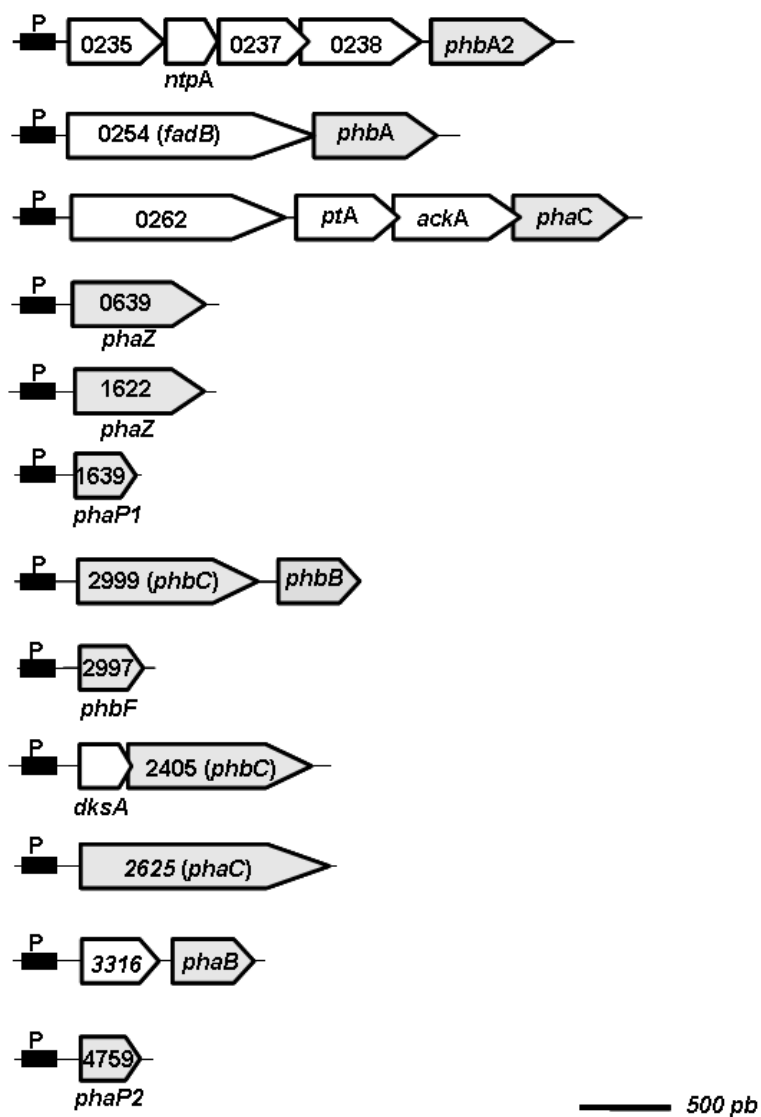 P
0235 0237 0238 phbA2
ntpA
P
0254 (fadB) phbA
P
0262 ptA ackA phaC
P
0639
phaZ
P
1622
phaZ
P
1639
phaP1
P
2999 (phbC) phbB
P
2997
phbF
P
2405 (phbC)
dksA
P
2625 (phaC)
P
3316 phaB
P
4759
phaP2
500 pb